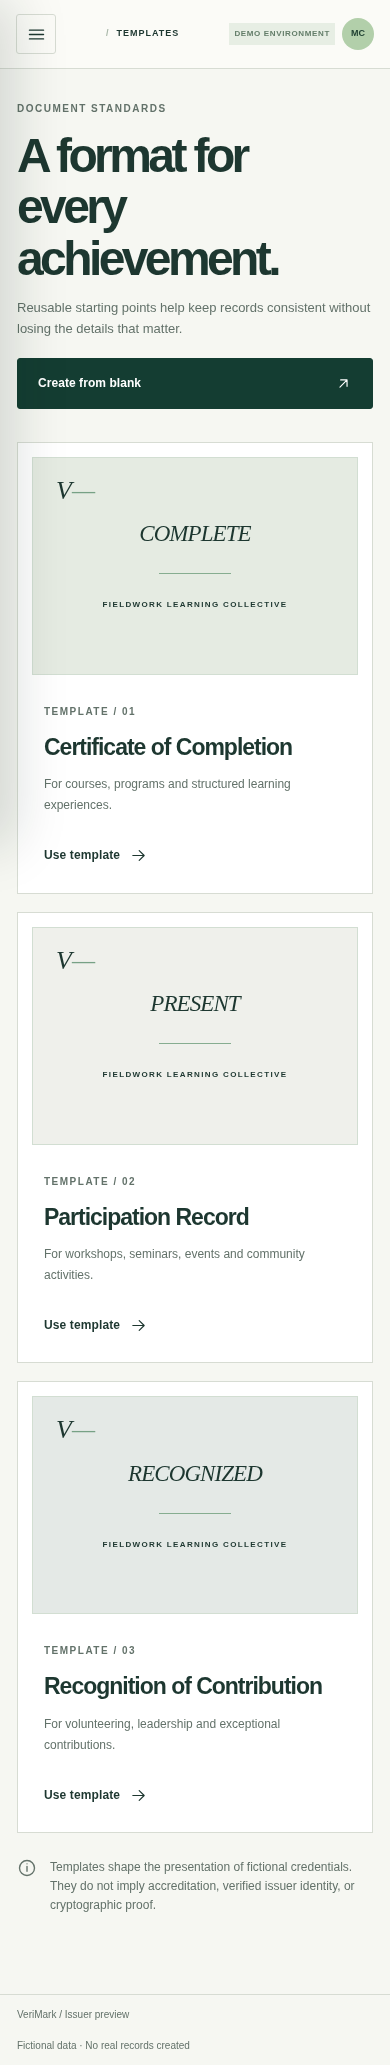 / TEMPLATES
DEMO ENVIRONMENT
MC
DOCUMENT STANDARDS
A format for
every
achievement.
Reusable starting points help keep records consistent without
losing the details that matter.
Create from blank
V—
COMPLETE
FIELDWORK LEARNING COLLECTIVE
TEMPLATE / 01
Certificate of Completion
For courses, programs and structured learning
experiences.
Use template
V—
PRESENT
FIELDWORK LEARNING COLLECTIVE
TEMPLATE / 02
Participation Record
For workshops, seminars, events and community
activities.
Use template
V—
RECOGNIZED
FIELDWORK LEARNING COLLECTIVE
TEMPLATE / 03
Recognition of Contribution
For volunteering, leadership and exceptional
contributions.
Use template
Templates shape the presentation of fictional credentials.
They do not imply accreditation, verified issuer identity, or
cryptographic proof.
VeriMark / Issuer preview
Fictional data · No real records created